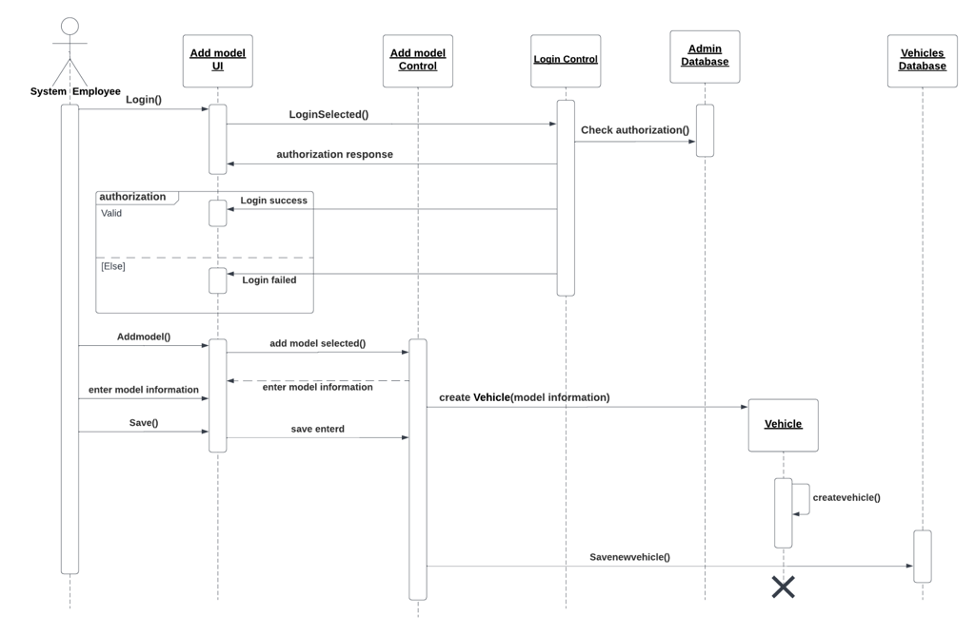 Add model
UI
Add model
Control
Login Control
Admin
Database
Vehicles
Database
System Employee
Login()
LoginSelected()
Check authorization()
authorization response
authorization
Valid
Login success
[Else]
Login failed
Addmodel()
add model selected()
enter model information
enter model information
create Vehicle(model information)
Save()
save enterd
Vehicle
createvehicle()
Savenewvehicle()